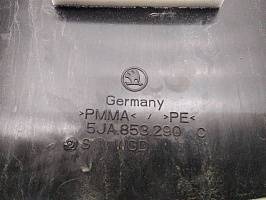 Germany
>PMMA< / >PE<
5JA.853.290 C